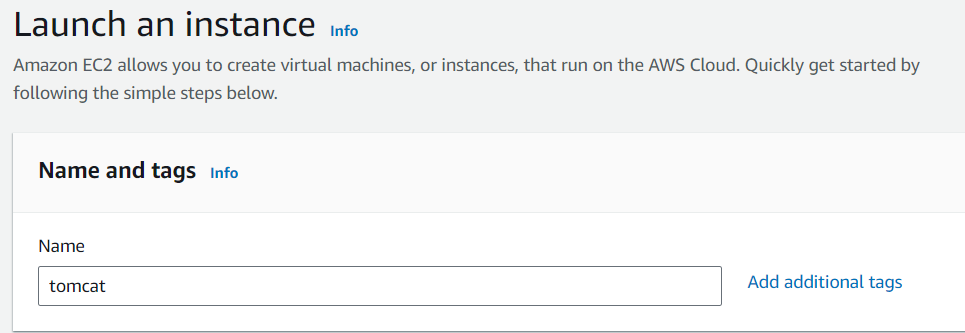 Launch an instance Info
Amazon EC2 allows you to create virtual machines, or instances, that run on the AWS Cloud. Quickly get started by
following the simple steps below.
Name and tags Info
Name
tomcat
Add additional tags